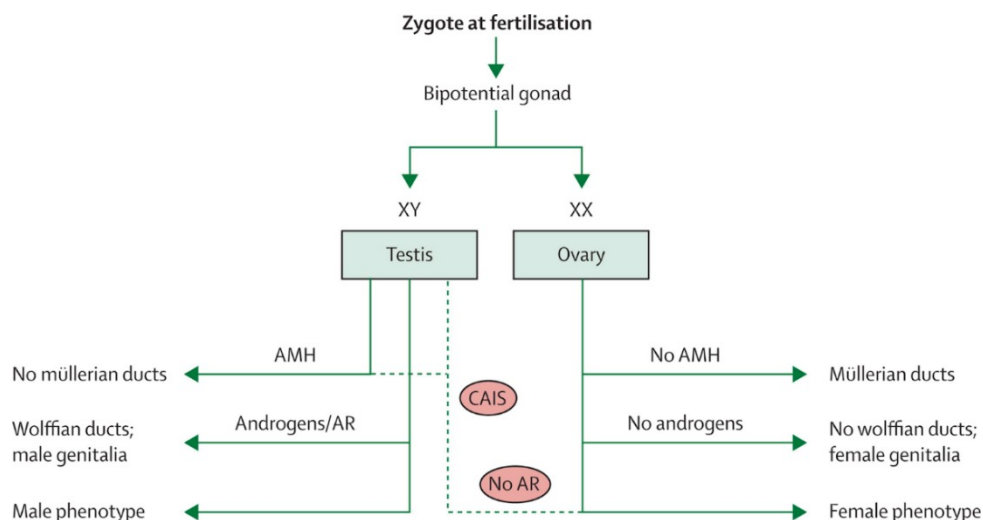 Zygote at fertilisation
Bipotential gonad
XY
XX
Testis
Ovary
AMH
No AMH
No müllerian ducts
Müllerian ducts
CAIS
Androgens/AR
No androgens
Wolffian ducts;
male genitalia
No wolffian ducts;
female genitalia
No AR
Male phenotype
Female phenotype